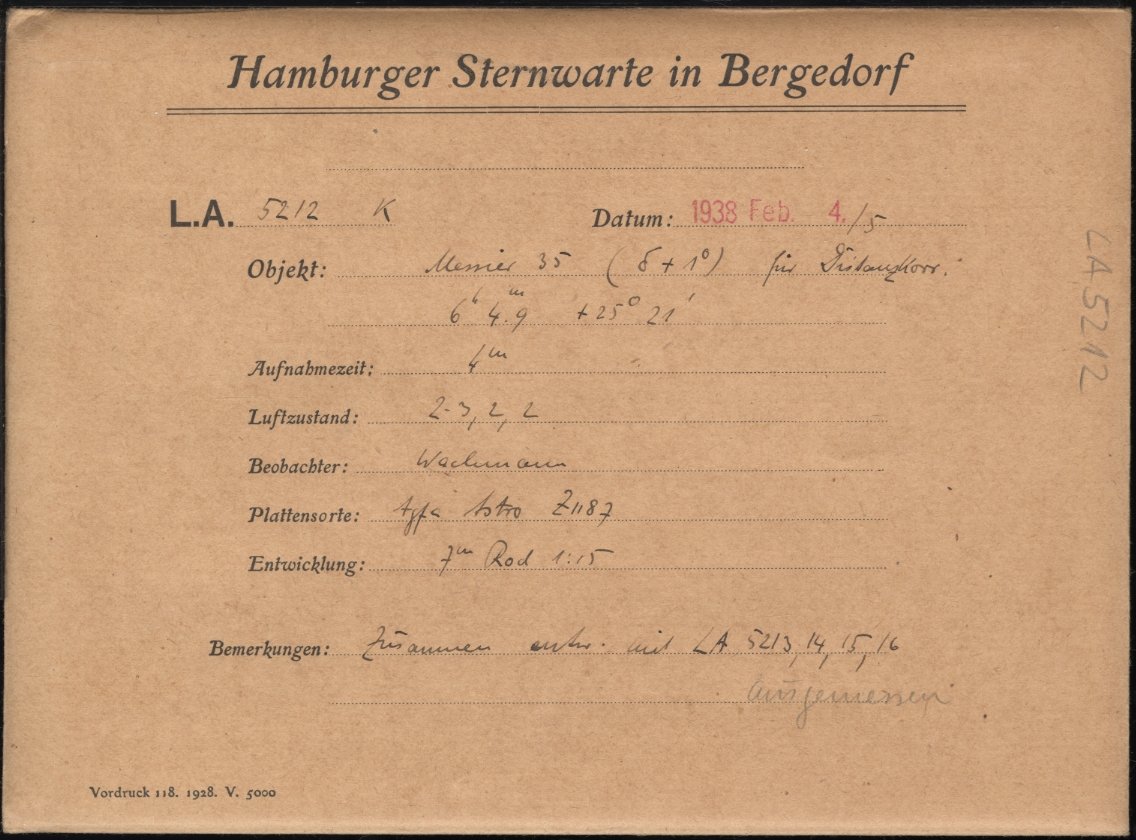 Hamburger Sternwarte in Bergedorf
L.A. 5212 K Datum: 1938 Feb. 4./5
Objekt: Messier 35 (δ + 1°) für Distanzkorr.
6ʰ 4.ᵐ9 + 25° 21'
Aufnahmezeit: 4ᵐ
Luftzustand: 2-3, 2, 2
Beobachter: Wachmann
Plattensorte: Agfa Astro Z1187
Entwicklung: 7ᵐ Rod 1:15
Bemerkungen: Zusammen entw. mit LA 5213, 14, 15, 16
ausgemessen
Vordruck 118. 1928. V. 5000
LA 5212